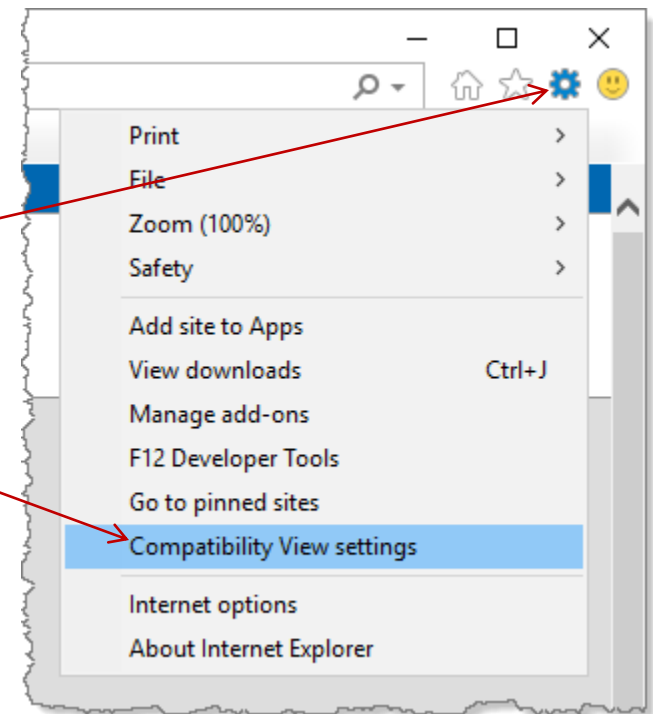 Print
File
Zoom (100%)
Safety
Add site to Apps
View downloads Ctrl+J
Manage add-ons
F12 Developer Tools
Go to pinned sites
Compatibility View settings
Internet options
About Internet Explorer